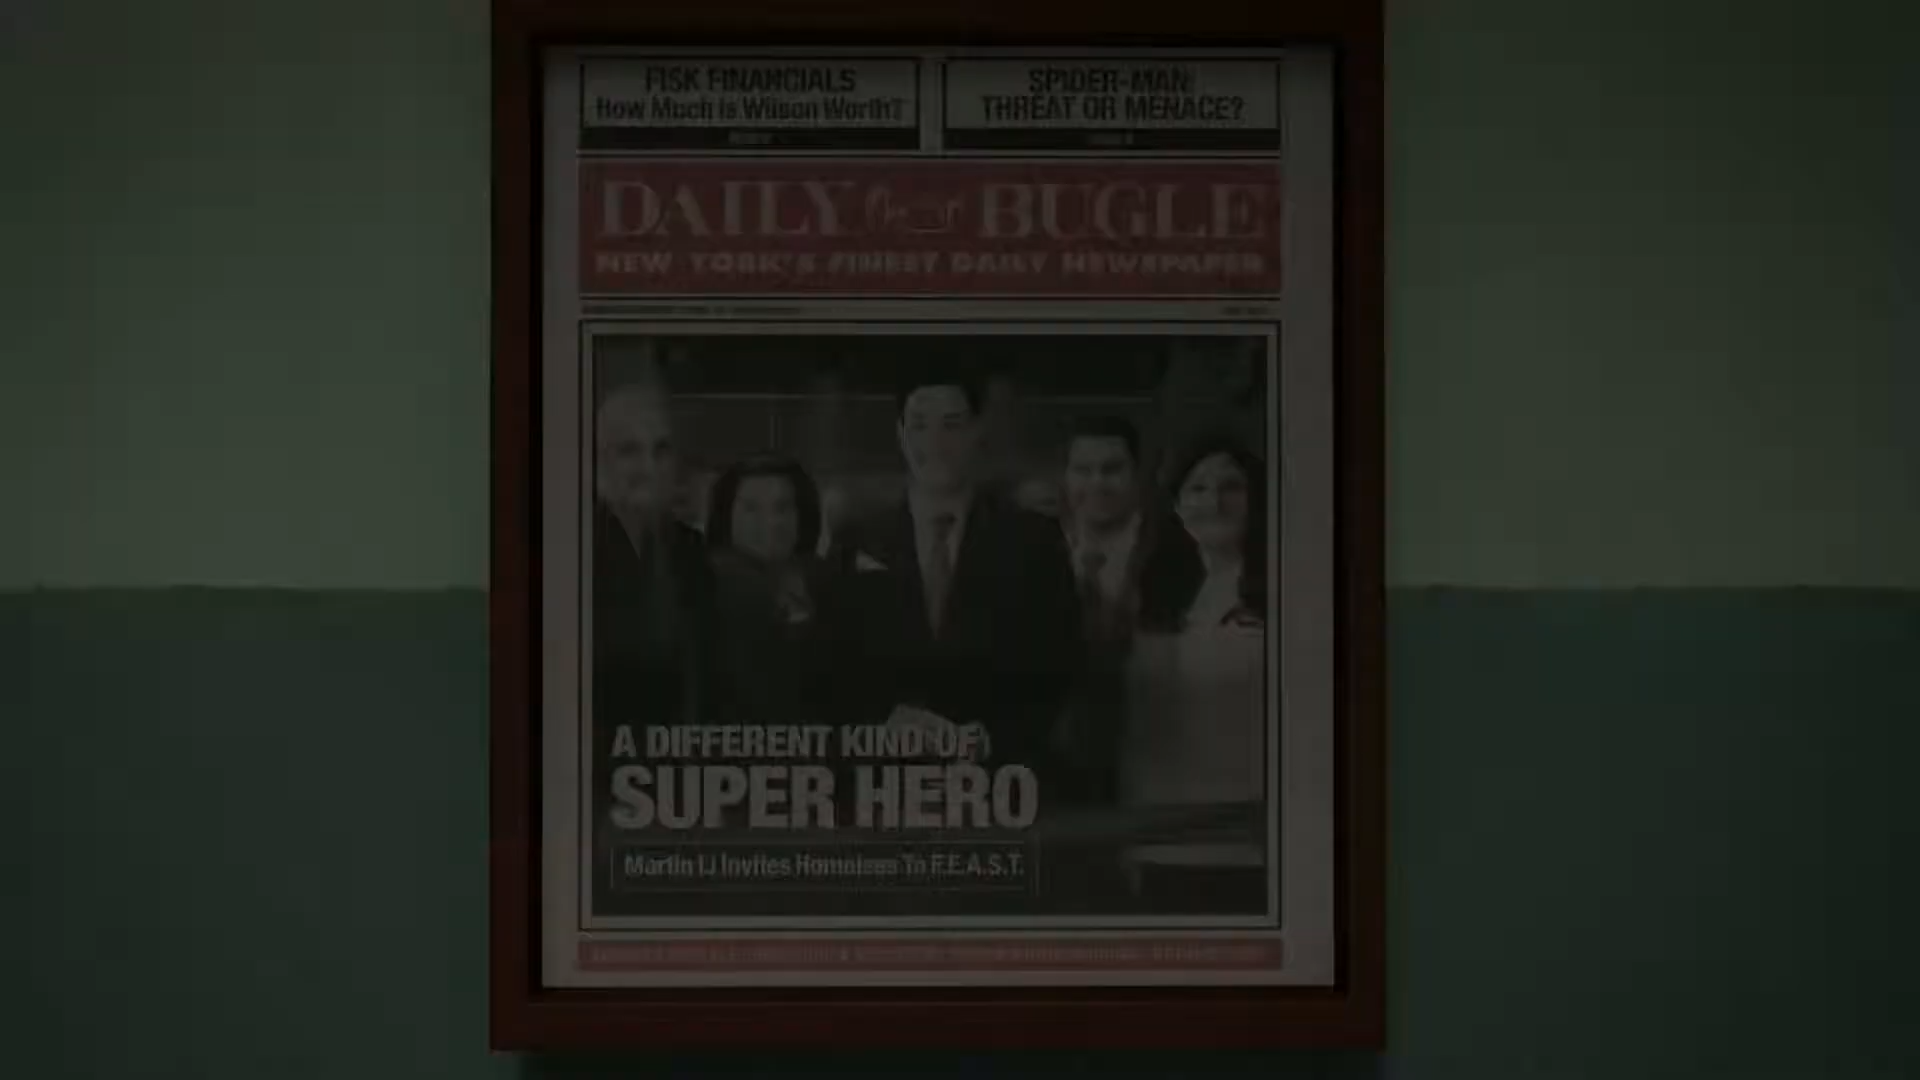 FISK FINANCIALS
How Much is Wilson Worth?
SPIDER-MAN:
THREAT OR MENACE?
DAILY BUGLE
NEW YORK'S FINEST DAILY NEWSPAPER
A DIFFERENT KIND OF
SUPER HERO
Martin Li Invites Homeless To F.E.A.S.T.